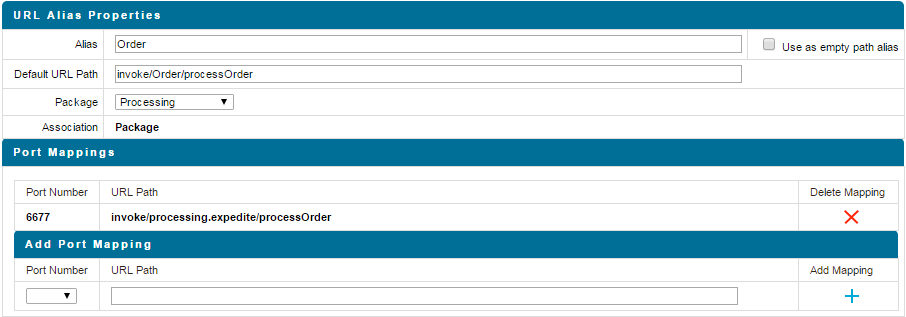 URL Alias Properties
Alias Order Use as empty path alias
Default URL Path invoke/Order/processOrder
Package Processing
Association Package
Port Mappings
Port Number URL Path Delete Mapping
6677 invoke/processing.expedite/processOrder
Add Port Mapping
Port Number URL Path Add Mapping